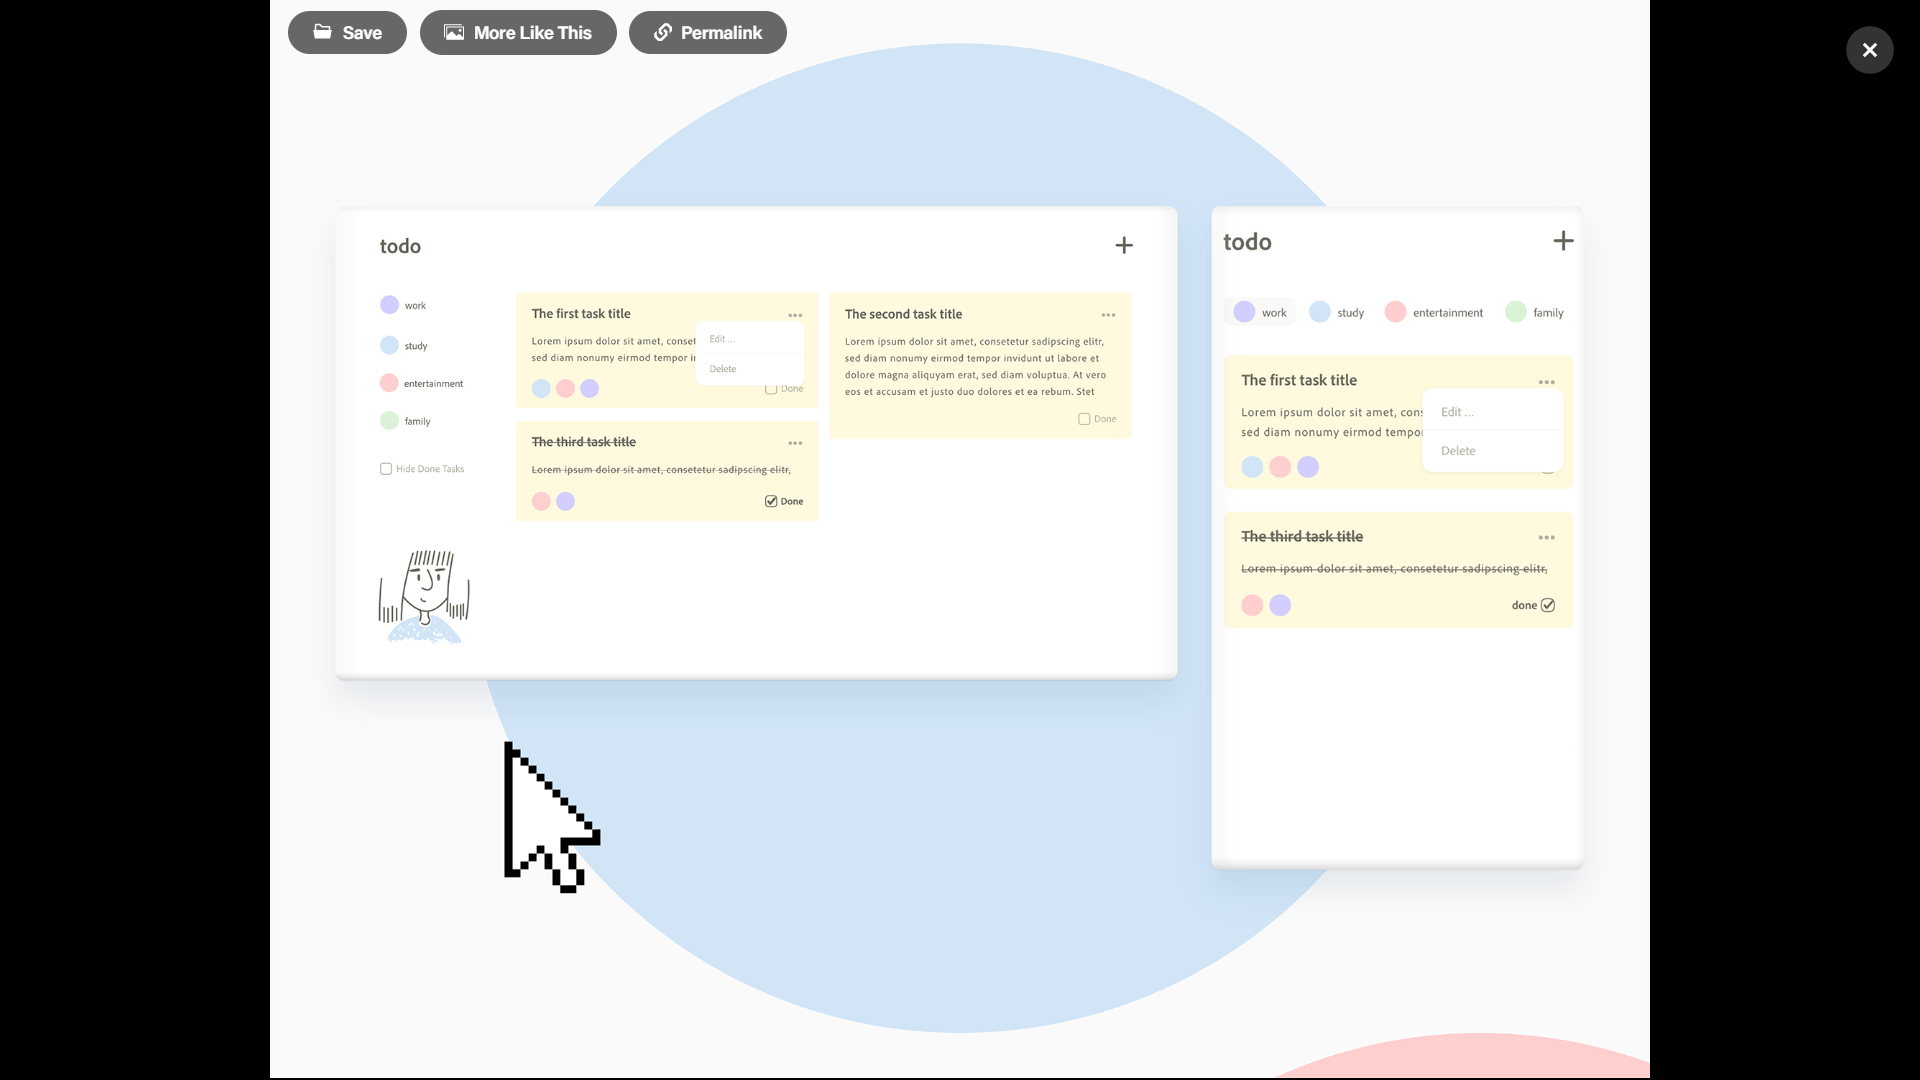 Save
More Like This
Permalink
todo
work
study
entertainment
family
Hide Done Tasks
The first task title
Lorem ipsum dolor sit amet,
sed diam nonumy eirmod tempor
Edit ...
Delete
Done
The third task title
Lorem ipsum dolor sit amet, consetetur sadipscing elitr,
Done
The second task title
Lorem ipsum dolor sit amet, consetetur sadipscing elitr,
sed diam nonumy eirmod tempor invidunt ut labore et
dolore magna aliquyam erat, sed diam voluptua. At vero
eos et accusam et justo duo dolores et ea rebum. Stet
Done
todo
work study entertainment family
The first task title
Lorem ipsum dolor sit amet,
sed diam nonumy eirmod
Edit ...
Delete
The third task title
Lorem ipsum dolor sit amet, consetetur sadipscing elitr,
done